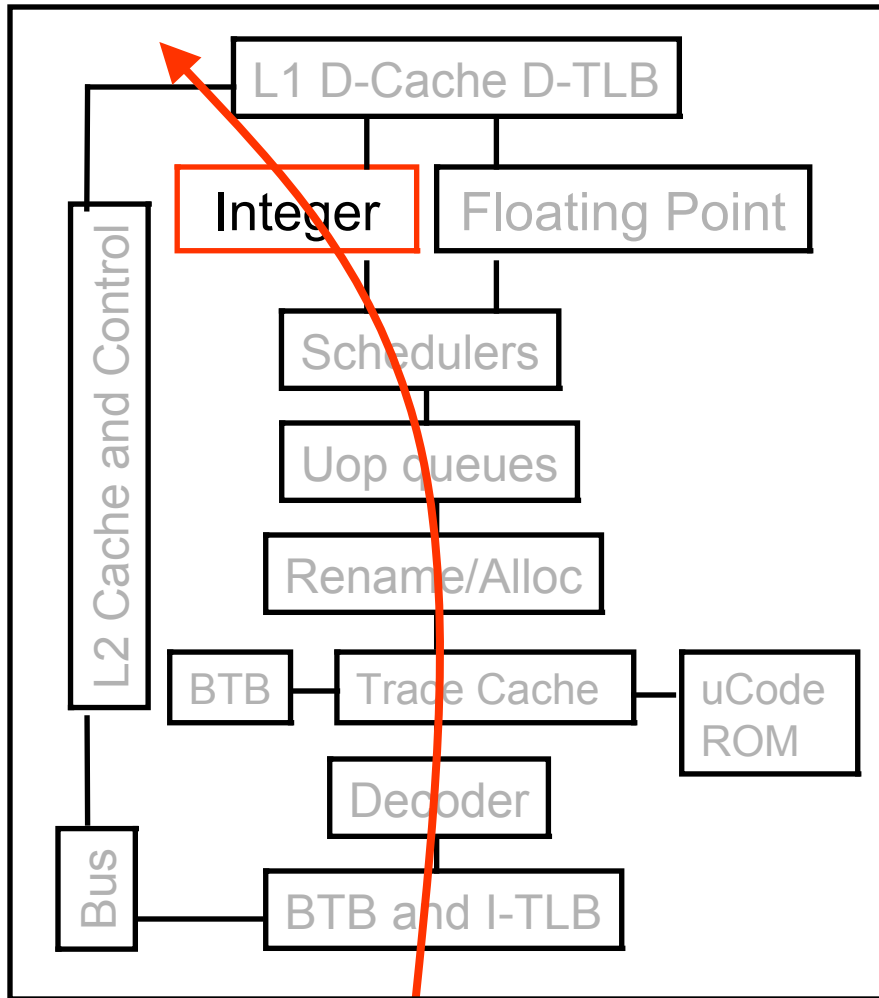 L1 D-Cache D-TLB
Integer
Floating Point
L2 Cache and Control
Schedulers
Uop queues
Rename/Alloc
BTB
Trace Cache
uCode
ROM
Decoder
Bus
BTB and I-TLB